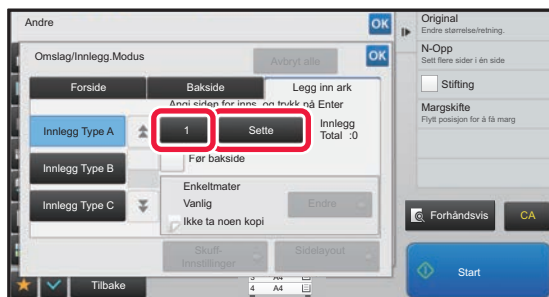 Andre
OK
Omslag/Innlegg.Modus
Avbryt alle
OK
Forside
Bakside
Legg inn ark
Angi siden for inns. og trykk på Enter
Innlegg Type A
1
Sette
Innlegg
Total :0
Før bakside
Innlegg Type B
Innlegg Type C
Enkeltmater
Vanlig
Ikke ta noen kopi
Endre
Skuff-
Innstillinger
Sidelayout
Tilbake
3 A4
4 A4
Original
Endre størrelse/retning.
N-Opp
Sett flere sider i én side
Stifting
Margskifte
Flytt posisjon for å få marg
Forhåndsvis
CA
Start